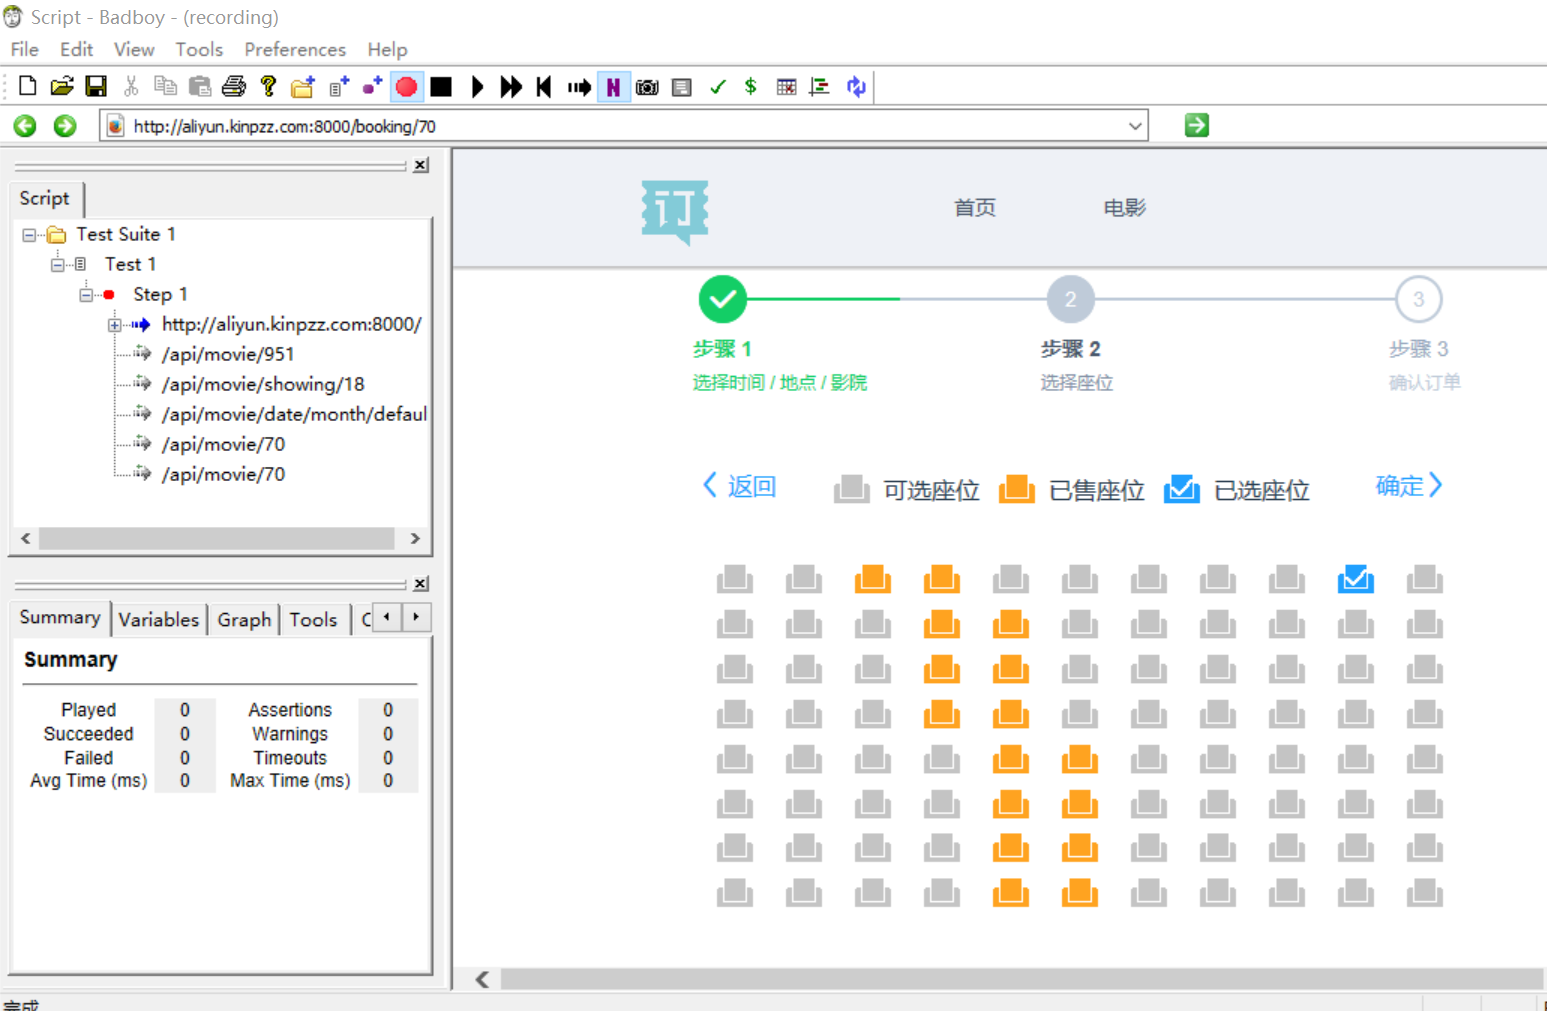 Script - Badboy - (recording)
File Edit View Tools Preferences Help
N
http://aliyun.kinpzz.com:8000/booking/70
Script
Test Suite 1
Test 1
Step 1
http://aliyun.kinpzz.com:8000/
/api/movie/951
/api/movie/showing/18
/api/movie/date/month/defaul
/api/movie/70
/api/movie/70
Summary Variables Graph Tools C
Summary
Played 0 Assertions 0
Succeeded 0 Warnings 0
Failed 0 Timeouts 0
Avg Time (ms) 0 Max Time (ms) 0
订 首页 电影
2 3
步骤 1 步骤 2 步骤 3
选择时间 / 地点 / 影院 选择座位 确认订单
返回 可选座位 已售座位 已选座位 确定
完成